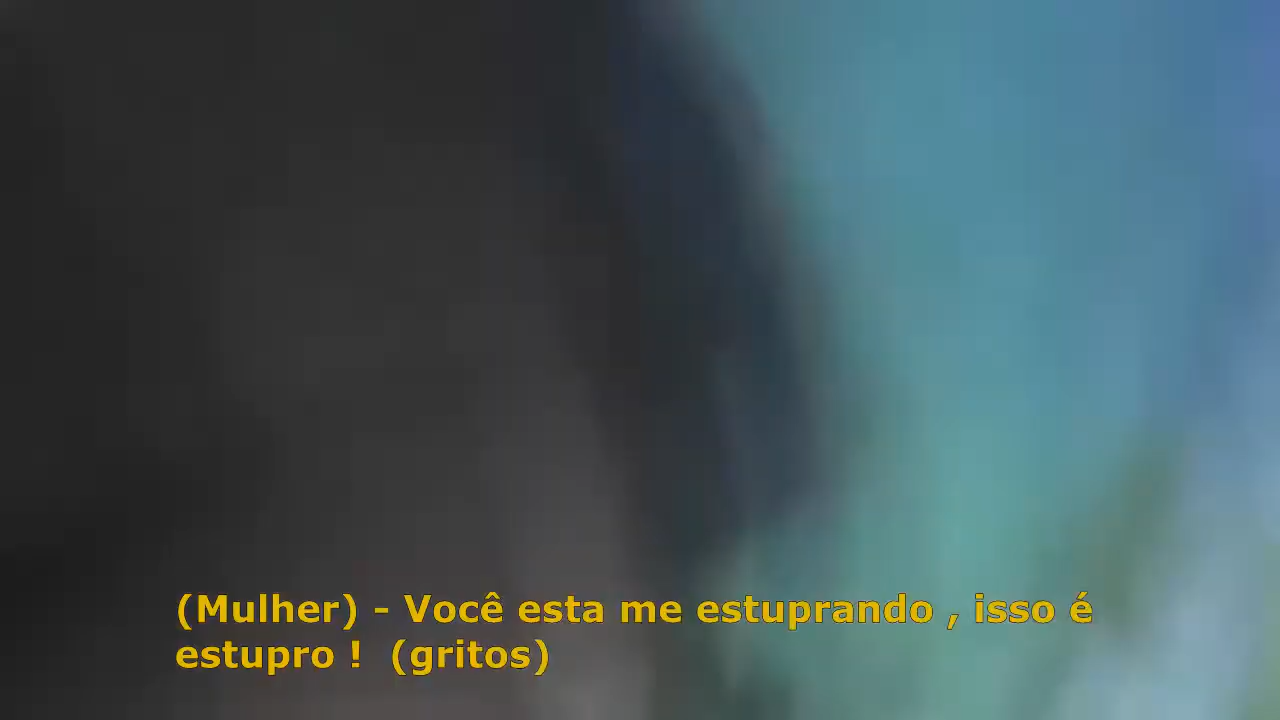 (Mulher) - Você esta me estuprando , isso é
estupro !  (gritos)